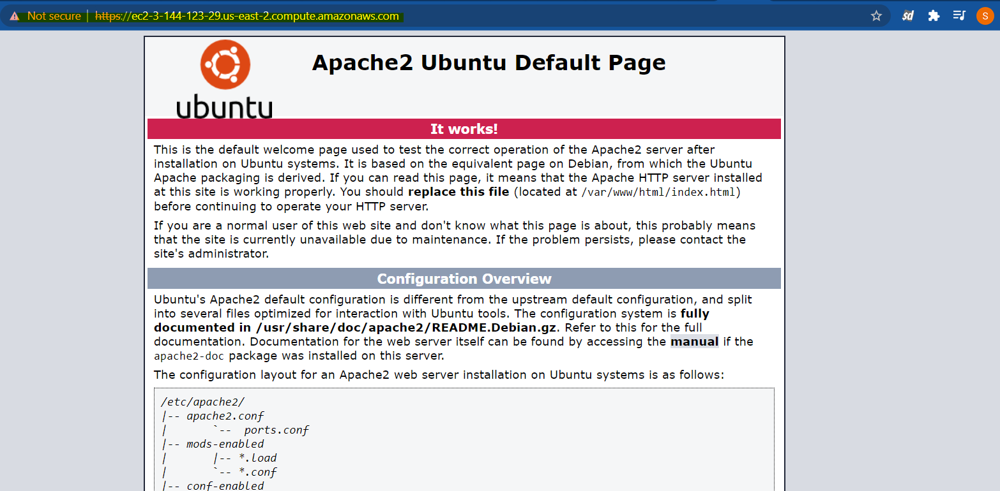 Not secure | https://ec2-3-144-123-29.us-east-2.compute.amazonaws.com
sd
S
ubuntu
Apache2 Ubuntu Default Page
It works!
This is the default welcome page used to test the correct operation of the Apache2 server after
installation on Ubuntu systems. It is based on the equivalent page on Debian, from which the Ubuntu
Apache packaging is derived. If you can read this page, it means that the Apache HTTP server installed
at this site is working properly. You should replace this file (located at /var/www/html/index.html)
before continuing to operate your HTTP server.
If you are a normal user of this web site and don't know what this page is about, this probably means
that the site is currently unavailable due to maintenance. If the problem persists, please contact the
site's administrator.
Configuration Overview
Ubuntu's Apache2 default configuration is different from the upstream default configuration, and split
into several files optimized for interaction with Ubuntu tools. The configuration system is fully
documented in /usr/share/doc/apache2/README.Debian.gz. Refer to this for the full
documentation. Documentation for the web server itself can be found by accessing the manual if the
apache2-doc package was installed on this server.
The configuration layout for an Apache2 web server installation on Ubuntu systems is as follows:
/etc/apache2/
|-- apache2.conf
|       `--  ports.conf
|-- mods-enabled
|       |-- *.load
|       `-- *.conf
|-- conf-enabled